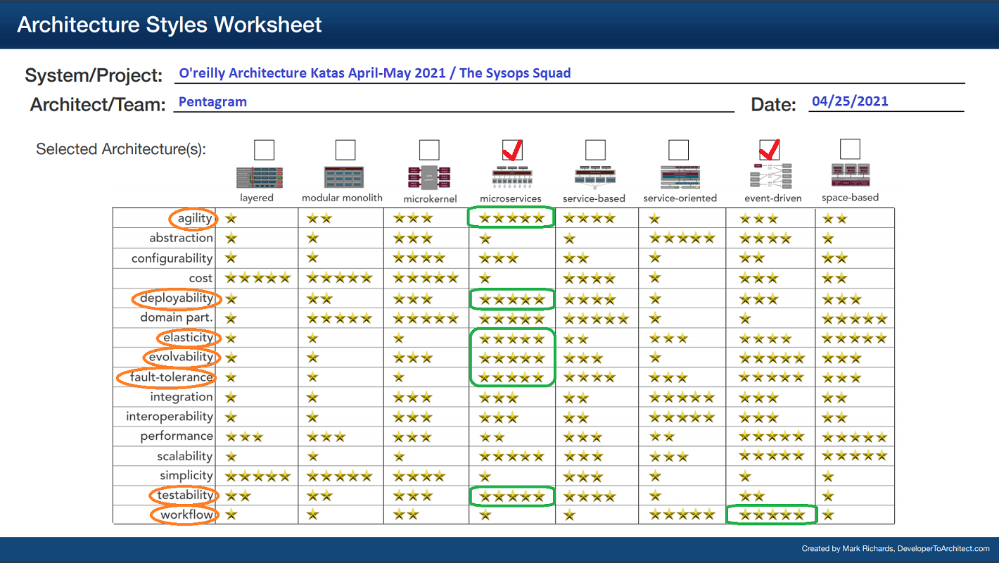 Architecture Styles Worksheet
System/Project: O'reilly Architecture Katas April-May 2021 / The Sysops Squad
Architect/Team: Pentagram Date: 04/25/2021
Selected Architecture(s):
layered modular monolith microkernel microservices service-based service-oriented event-driven space-based
agility
abstraction
configurability
cost
deployability
domain part.
elasticity
evolvability
fault-tolerance
integration
interoperability
performance
scalability
simplicity
testability
workflow
Created by Mark Richards, DeveloperToArchitect.com